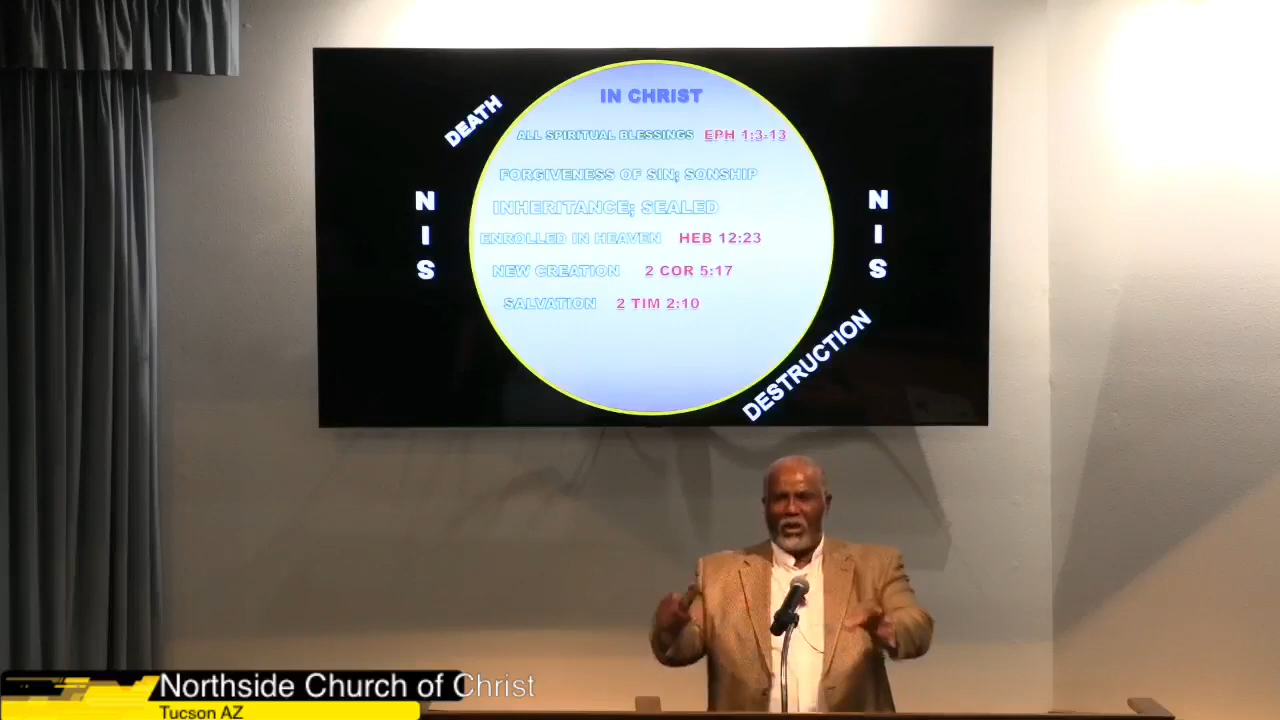 IN CHRIST
DEATH
ALL SPIRITUAL BLESSINGS EPH 1:3-13
FORGIVENESS OF SIN; SONSHIP
INHERITANCE; SEALED
ENROLLED IN HEAVEN HEB 12:23
NEW CREATION 2 COR 5:17
SALVATION 2 TIM 2:10
N
I
S
N
I
S
DESTRUCTION
Northside Church of Christ
Tucson AZ